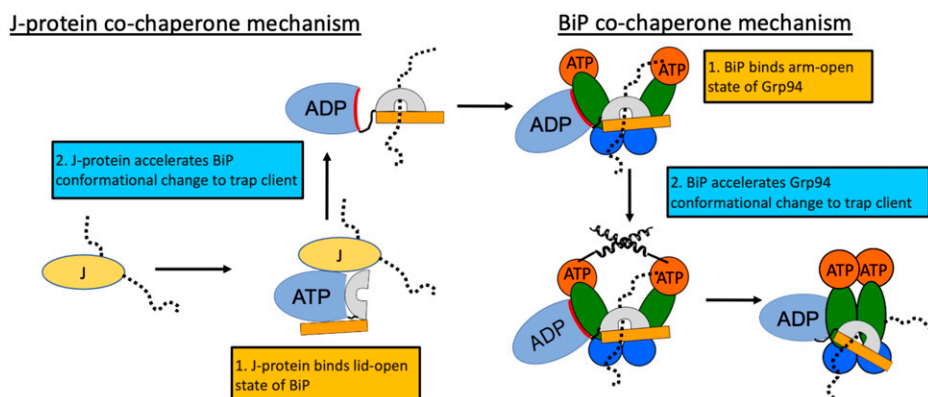 J-protein co-chaperone mechanism
BiP co-chaperone mechanism
ATP
ATP
1. BiP binds arm-open
state of Grp94
ADP
ADP
2. J-protein accelerates BiP
conformational change to trap client
2. BiP accelerates Grp94
conformational change to trap client
J
ATP
ATP
ATP
ATP
ATP
ADP
ADP
1. J-protein binds lid-open
state of BiP